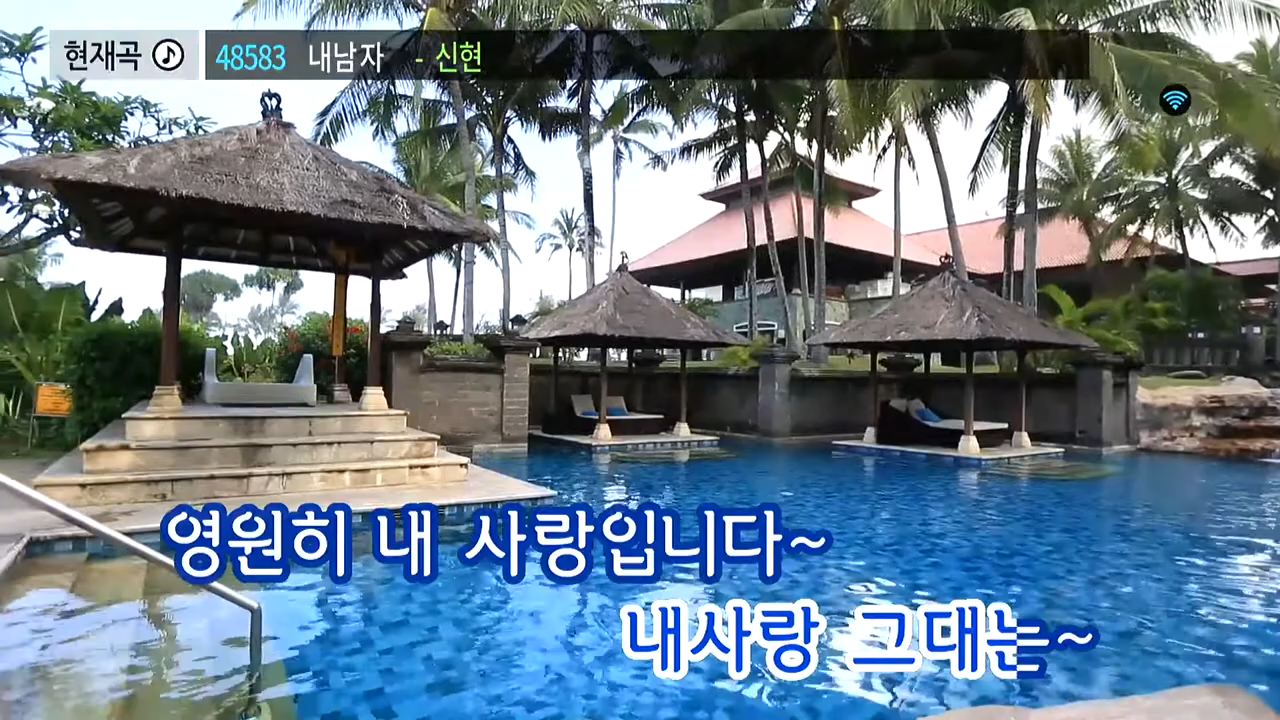 현재곡 48583 내남자 - 신현
영원히 내 사랑입니다~
내사랑 그대는~